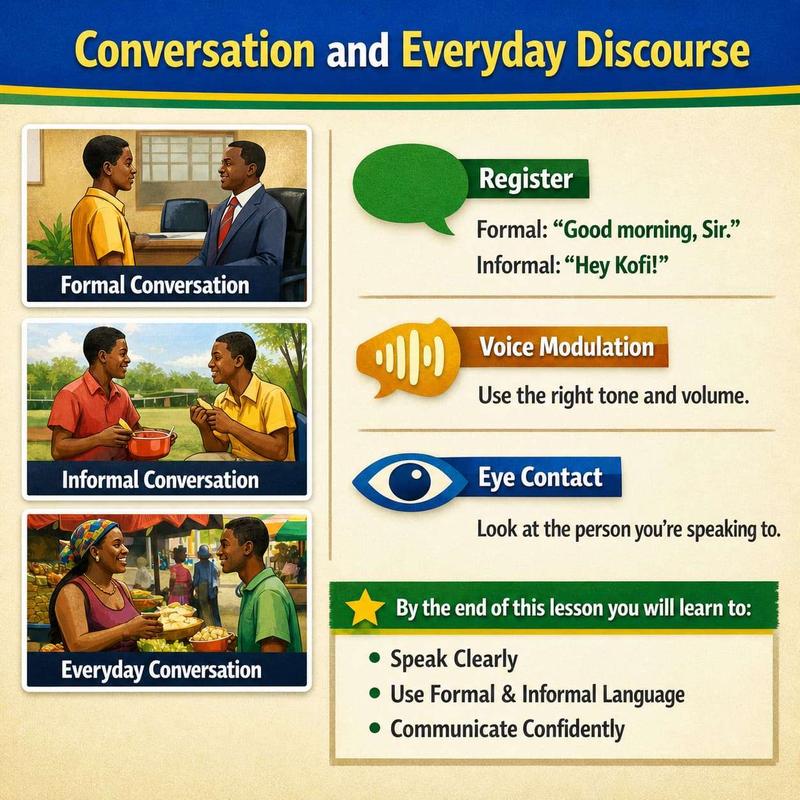 Conversation and Everyday Discourse
Formal Conversation
Informal Conversation
Everyday Conversation
Register
Formal: “Good morning, Sir.”
Informal: “Hey Kofi!”
Voice Modulation
Use the right tone and volume.
Eye Contact
Look at the person you’re speaking to.
By the end of this lesson you will learn to:
• Speak Clearly
• Use Formal & Informal Language
• Communicate Confidently